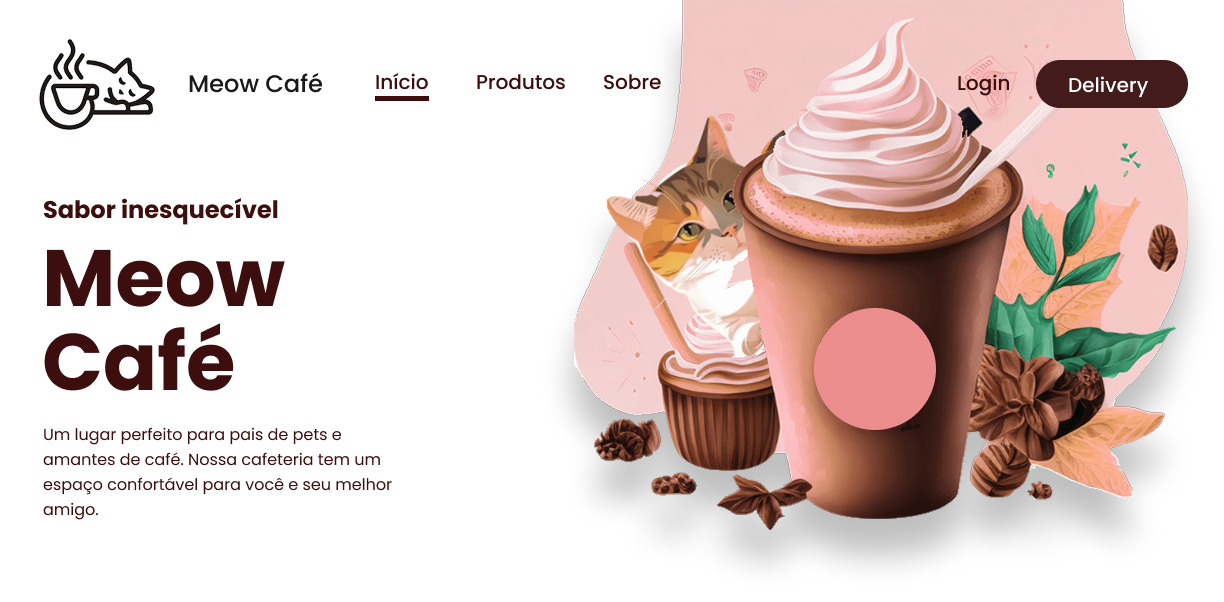 Meow Café
Início
Produtos
Sobre
Login
Delivery
Sabor inesquecível
Meow
Café
Um lugar perfeito para pais de pets e
amantes de café. Nossa cafeteria tem um
espaço confortável para você e seu melhor
amigo.